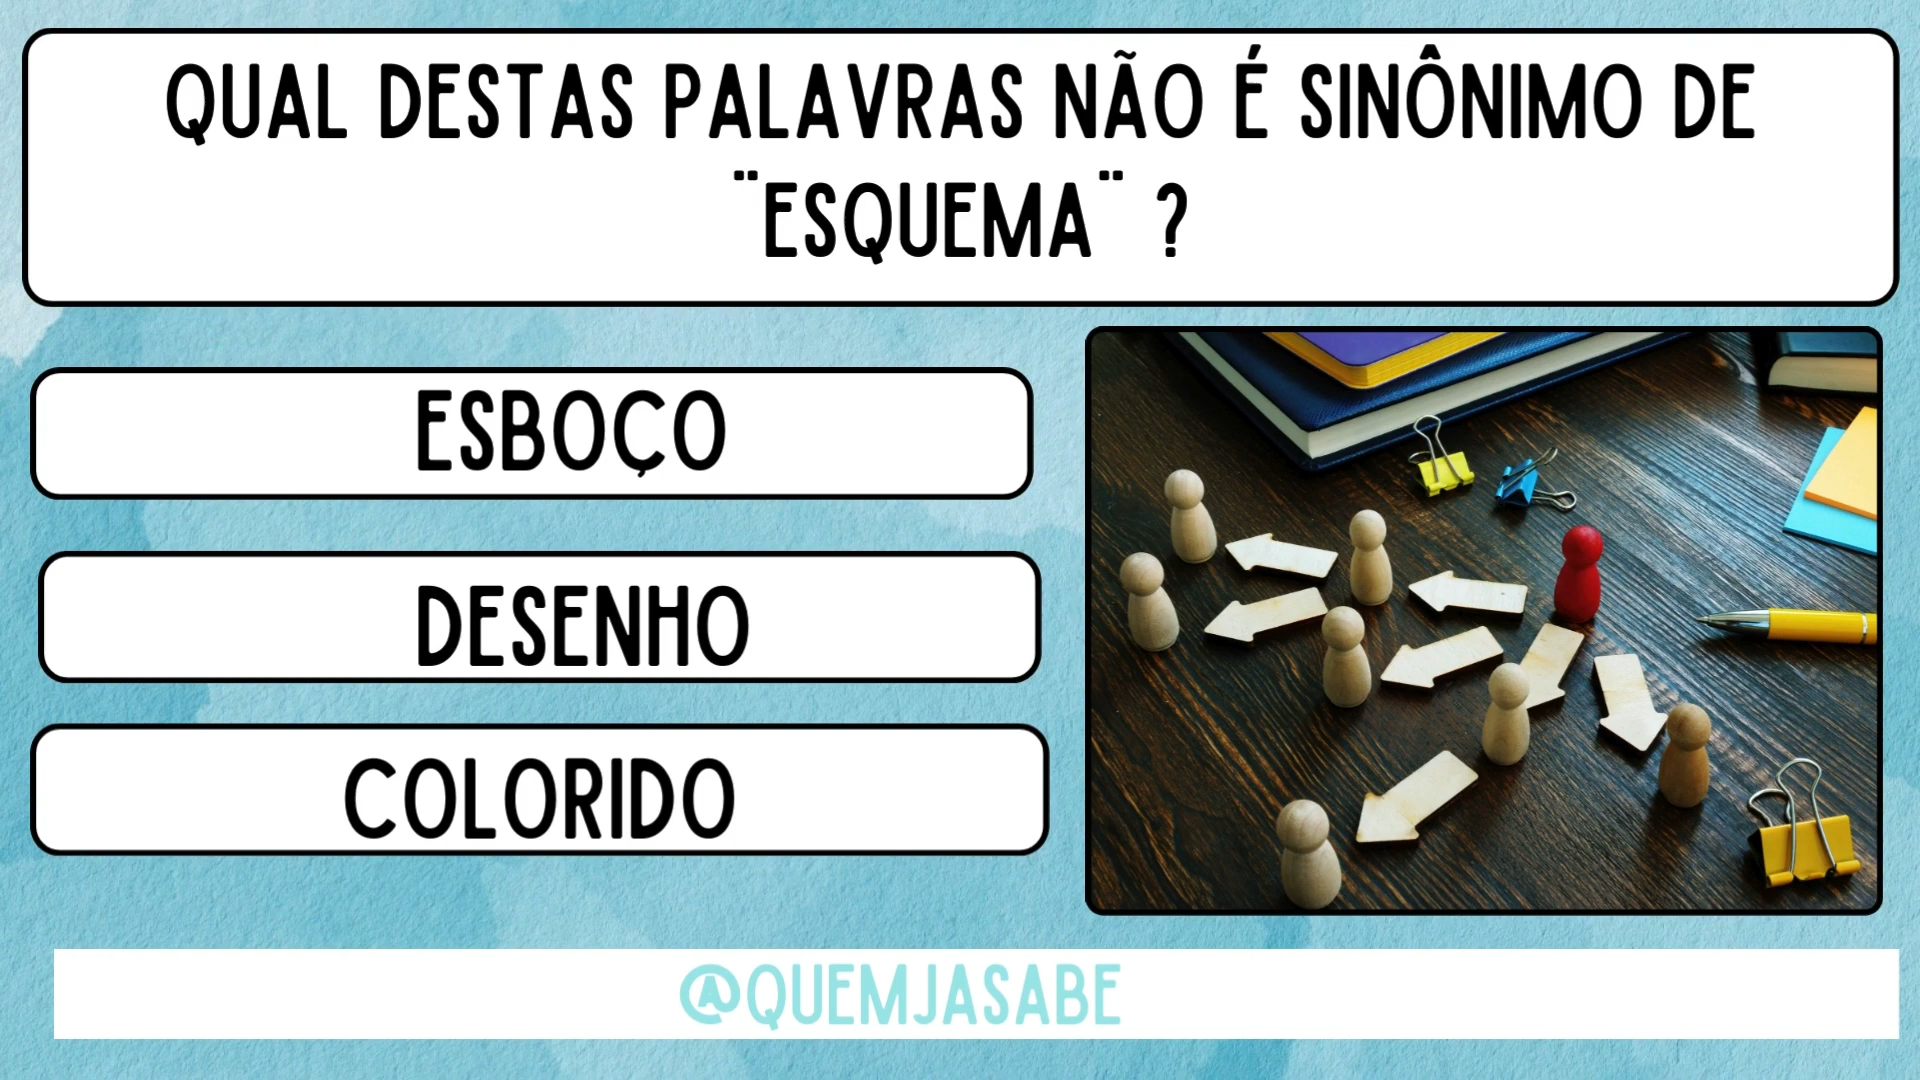 QUAL DESTAS PALAVRAS NÃO É SINÔNIMO DE
¨ESQUEMA¨ ?
ESBOÇO
DESENHO
COLORIDO
@QUEMJASABE